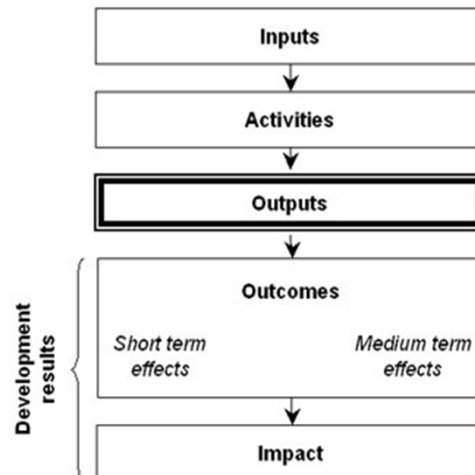 Inputs
Activities
Outputs
Outcomes
Short term
effects
Medium term
effects
Development
results
Impact